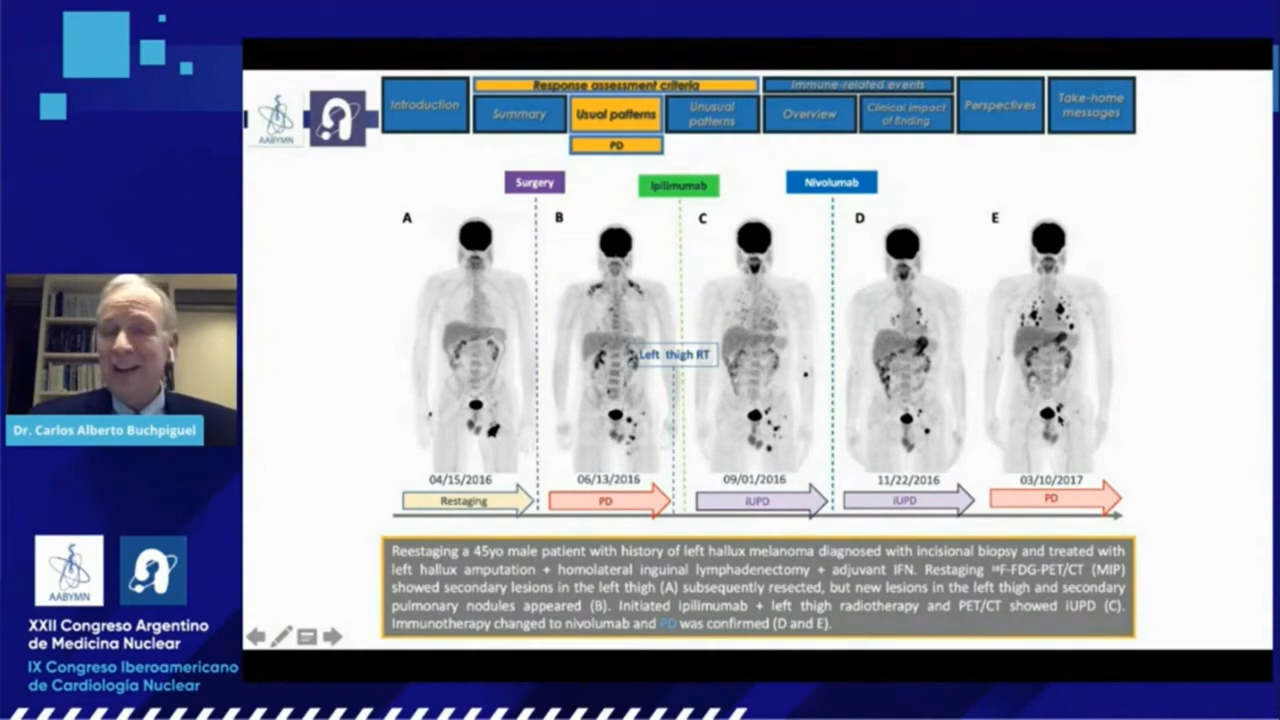 Response assessment criteria
Immune-related events
Introduction
Summary
Usual patterns
Unusual
patterns
Overview
Clinical impact
of finding
Perspectives
Take-home
messages
AABYMN
PD
Surgery
Ipilimumab
Nivolumab
A
B
C
D
E
Left thigh RT
04/15/2016
06/13/2016
09/01/2016
11/22/2016
03/10/2017
Restaging
PD
iUPD
iUPD
PD
Reestaging a 45yo male patient with history of left hallux melanoma diagnosed with incisional biopsy and treated with
left hallux amputation + homolateral inguinal lymphadenectomy + adjuvant IFN. Restaging ¹⁸F-FDG-PET/CT (MIP)
showed secondary lesions in the left thigh (A) subsequently resected, but new lesions in the left thigh and secondary
pulmonary nodules appeared (B). Initiated ipilimumab + left thigh radiotherapy and PET/CT showed iUPD (C).
Immunotherapy changed to nivolumab and PD was confirmed (D and E).
Dr. Carlos Alberto Buchpiguel
AABYMN
XXII Congreso Argentino
de Medicina Nuclear
IX Congreso Iberoamericano
de Cardiología Nuclear